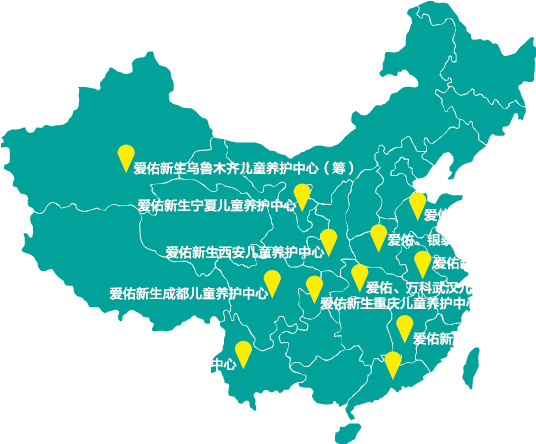 爱佑新生乌鲁木齐儿童养护中心（筹）
爱佑新生宁夏儿童养护中心
爱佑
爱佑、银泰
爱佑新生西安儿童养护中心
爱佑
爱佑、万科武汉儿
爱佑新生成都儿童养护中心
爱佑新生重庆儿童养护中心
爱佑新
中心